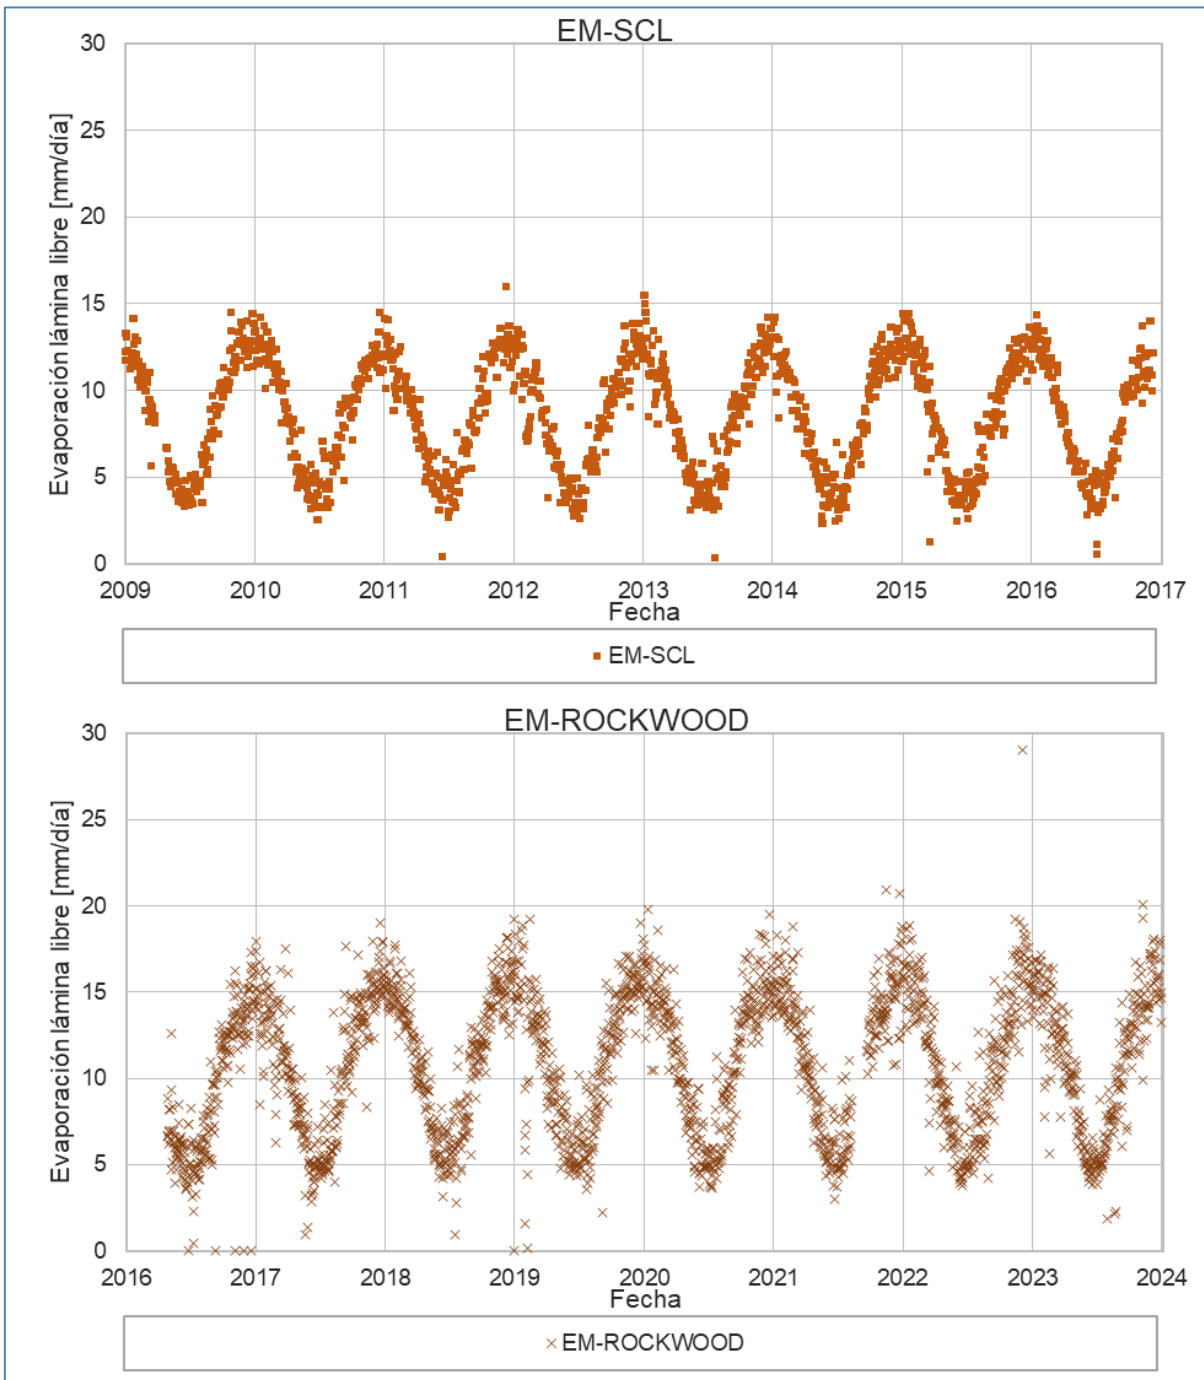 EM-SCL
30
25
20
15
10
5
0
Evaporación lámina libre [mm/día]
2009 2010 2011 2012 2013 2014 2015 2016 2017
Fecha
EM-SCL
EM-ROCKWOOD
30
25
20
15
10
5
0
Evaporación lámina libre [mm/día]
2016 2017 2018 2019 2020 2021 2022 2023 2024
Fecha
EM-ROCKWOOD